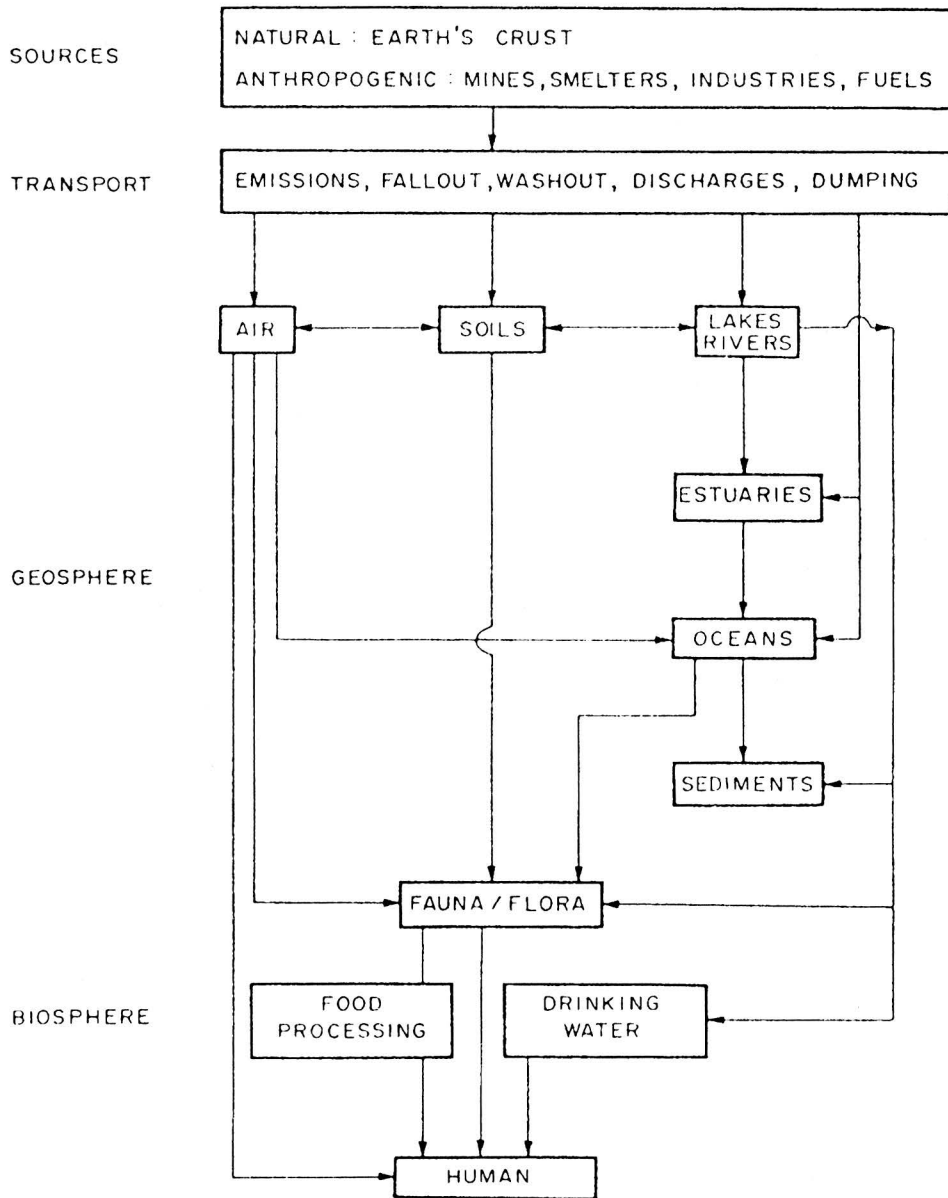 SOURCES
NATURAL : EARTH'S CRUST
ANTHROPOGENIC : MINES, SMELTERS, INDUSTRIES, FUELS
TRANSPORT
EMISSIONS, FALLOUT, WASHOUT, DISCHARGES, DUMPING
AIR
SOILS
LAKES
RIVERS
ESTUARIES
GEOSPHERE
OCEANS
SEDIMENTS
FAUNA / FLORA
BIOSPHERE
FOOD
PROCESSING
DRINKING
WATER
HUMAN